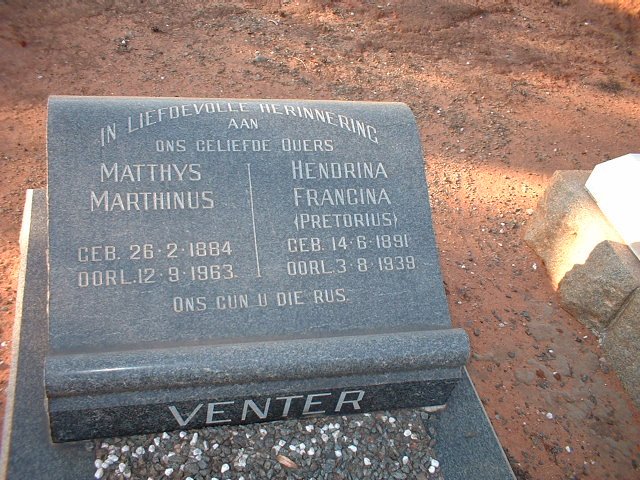 IN LIEFDEVOLLE HERINNERING
AAN
ONS GELIEFDE OUERS
MATTHYS
MARTHINUS
GEB. 26·2·1884
OORL. 12·9·1963.
HENDRINA
FRANCINA
(PRETORIUS)
GEB. 14·6·1891
OORL. 3·8·1939.
ONS GUN U DIE RUS.
VENTER